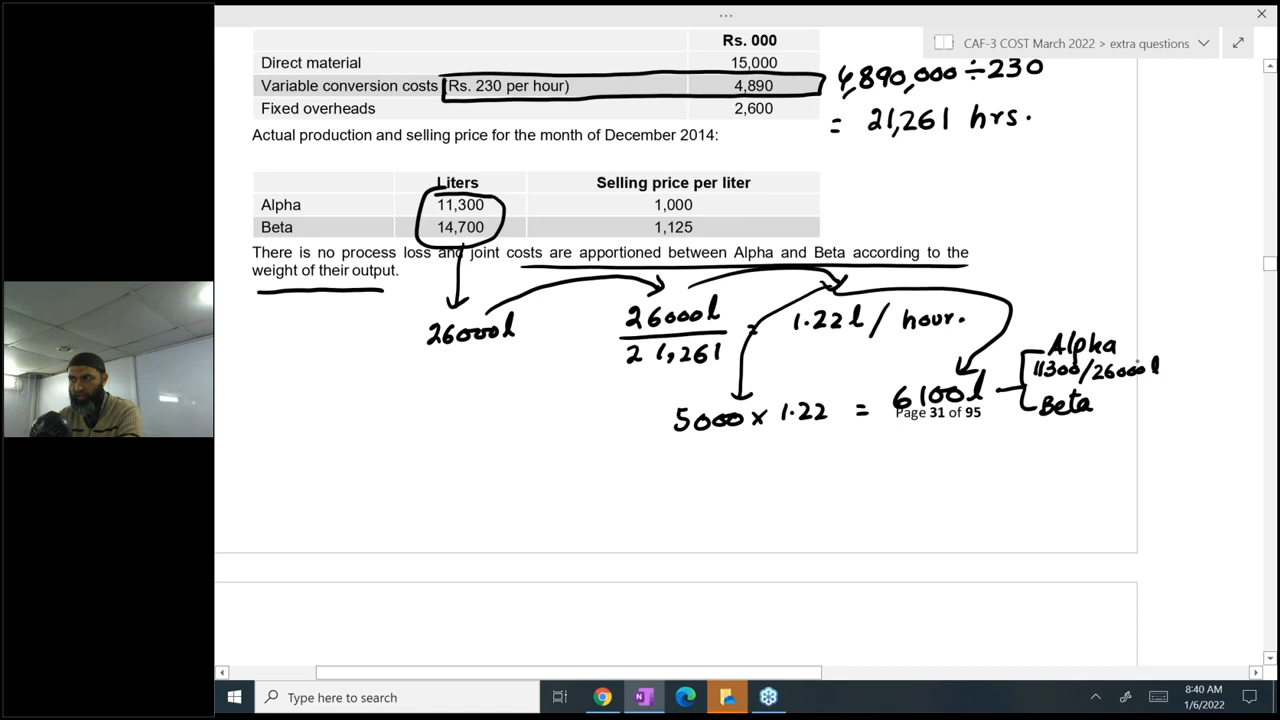 CAF-3 COST March 2022 > extra questions
Rs. 000
Direct material 15,000
Variable conversion costs (Rs. 230 per hour) 4,890
Fixed overheads 2,600
4,890,000 ÷ 230
= 21,261 hrs.
Actual production and selling price for the month of December 2014:
Liters Selling price per liter
Alpha 11,300 1,000
Beta 14,700 1,125
There is no process loss and joint costs are apportioned between Alpha and Beta according to the
weight of their output.
26000l
26000l
21,261
= 1.22l / hour.
5000 x 1.22 = 6100l
Alpha
11300/26000l
Beta
Page 31 of 95
Type here to search
8:40 AM
1/6/2022